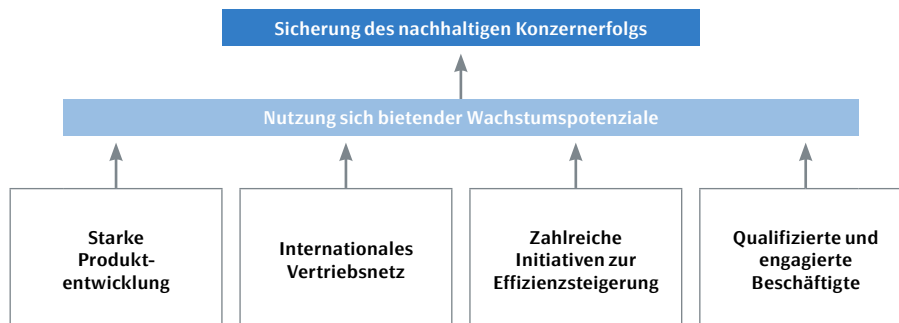 Sicherung des nachhaltigen Konzernerfolgs
Nutzung sich bietender Wachstumspotenziale
Starke
Produkt-
entwicklung
Internationales
Vertriebsnetz
Zahlreiche
Initiativen zur
Effizienzsteigerung
Qualifizierte und
engagierte
Beschäftigte